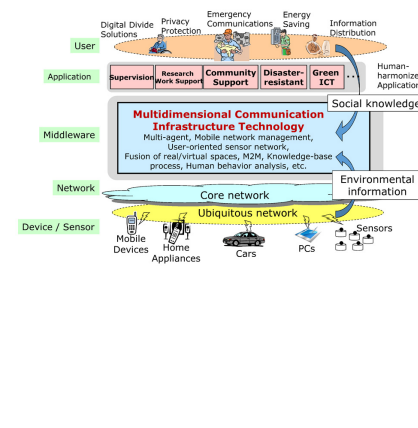 Digital Divide
Solutions
Privacy
Protection
Emergency
Communications
Energy
Saving
Information
Distribution
User
Application
Supervision
Research
Work Support
Community
Support
Disaster-
resistant
Green
ICT
...
Human-
harmonize
Application
Social knowledge
Middleware
Multidimensional Communication
Infrastructure Technology
Multi-agent, Mobile network management,
User-oriented sensor network,
Fusion of real/virtual spaces, M2M, Knowledge-base
process, Human behavior analysis, etc.
Environmental
information
Network
Core network
Ubiquitous network
Device / Sensor
Mobile
Devices
Home
Appliances
Cars
PCs
Sensors